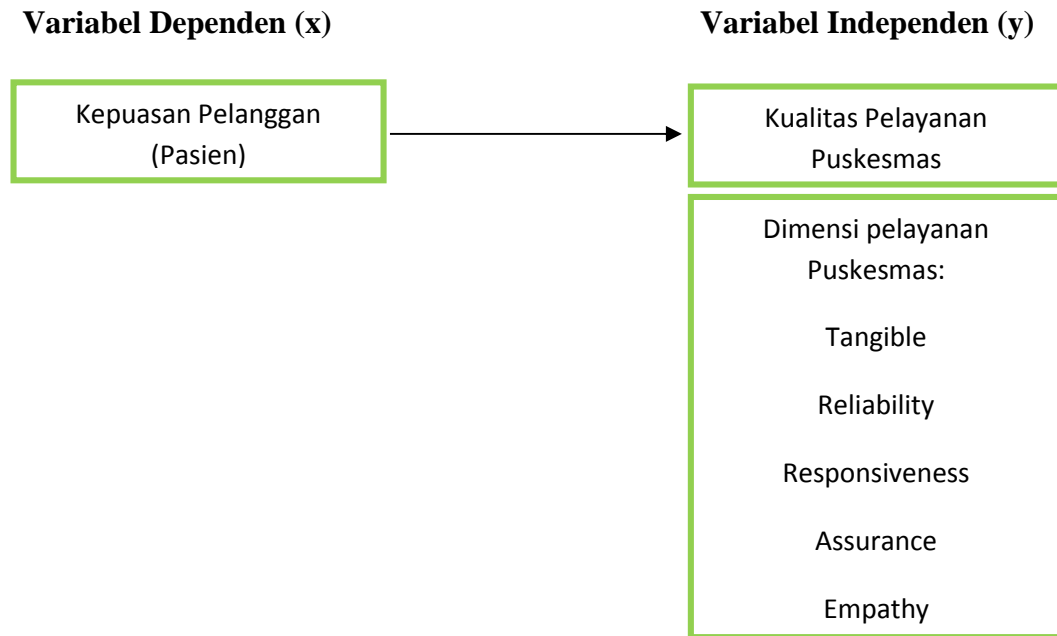 Variabel Dependen (x)
Variabel Independen (y)
Kepuasan Pelanggan
(Pasien)
Kualitas Pelayanan
Puskesmas
Dimensi pelayanan
Puskesmas:
Tangible
Reliability
Responsiveness
Assurance
Empathy